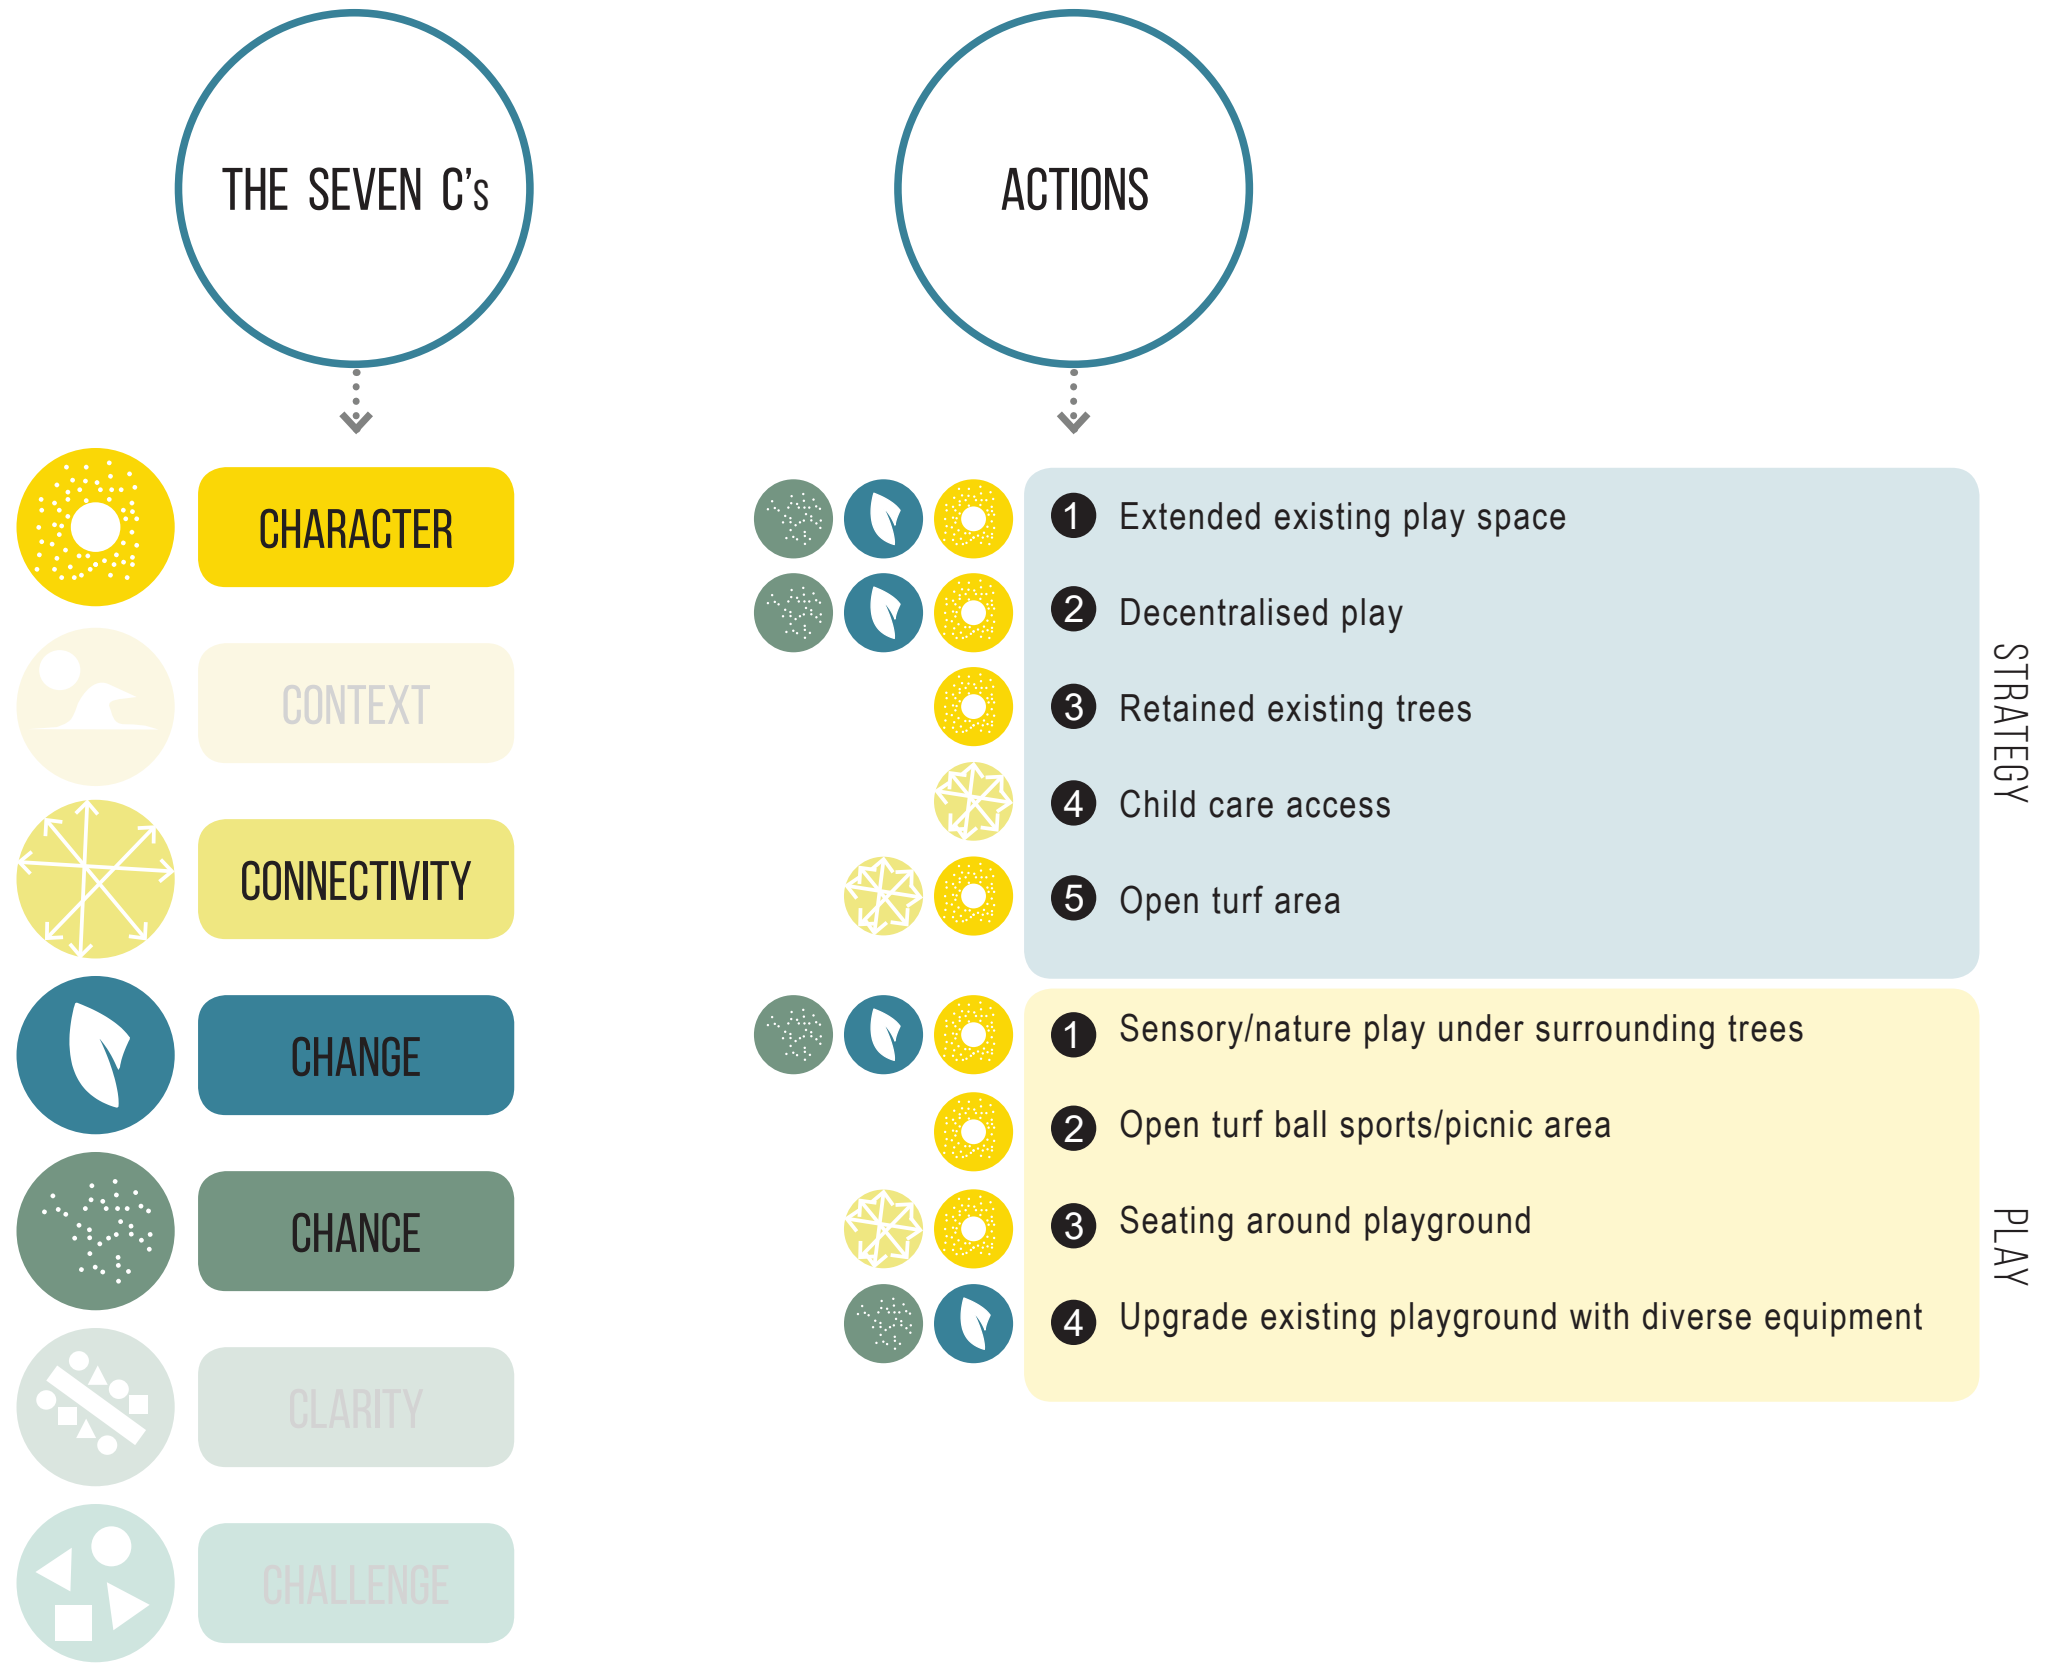 THE SEVEN C's
ACTIONS
CHARACTER
CONTEXT
CONNECTIVITY
CHANGE
CHANCE
CLARITY
CHALLENGE
1 Extended existing play space
2 Decentralised play
3 Retained existing trees
4 Child care access
5 Open turf area
STRATEGY
1 Sensory/nature play under surrounding trees
2 Open turf ball sports/picnic area
3 Seating around playground
4 Upgrade existing playground with diverse equipment
PLAY